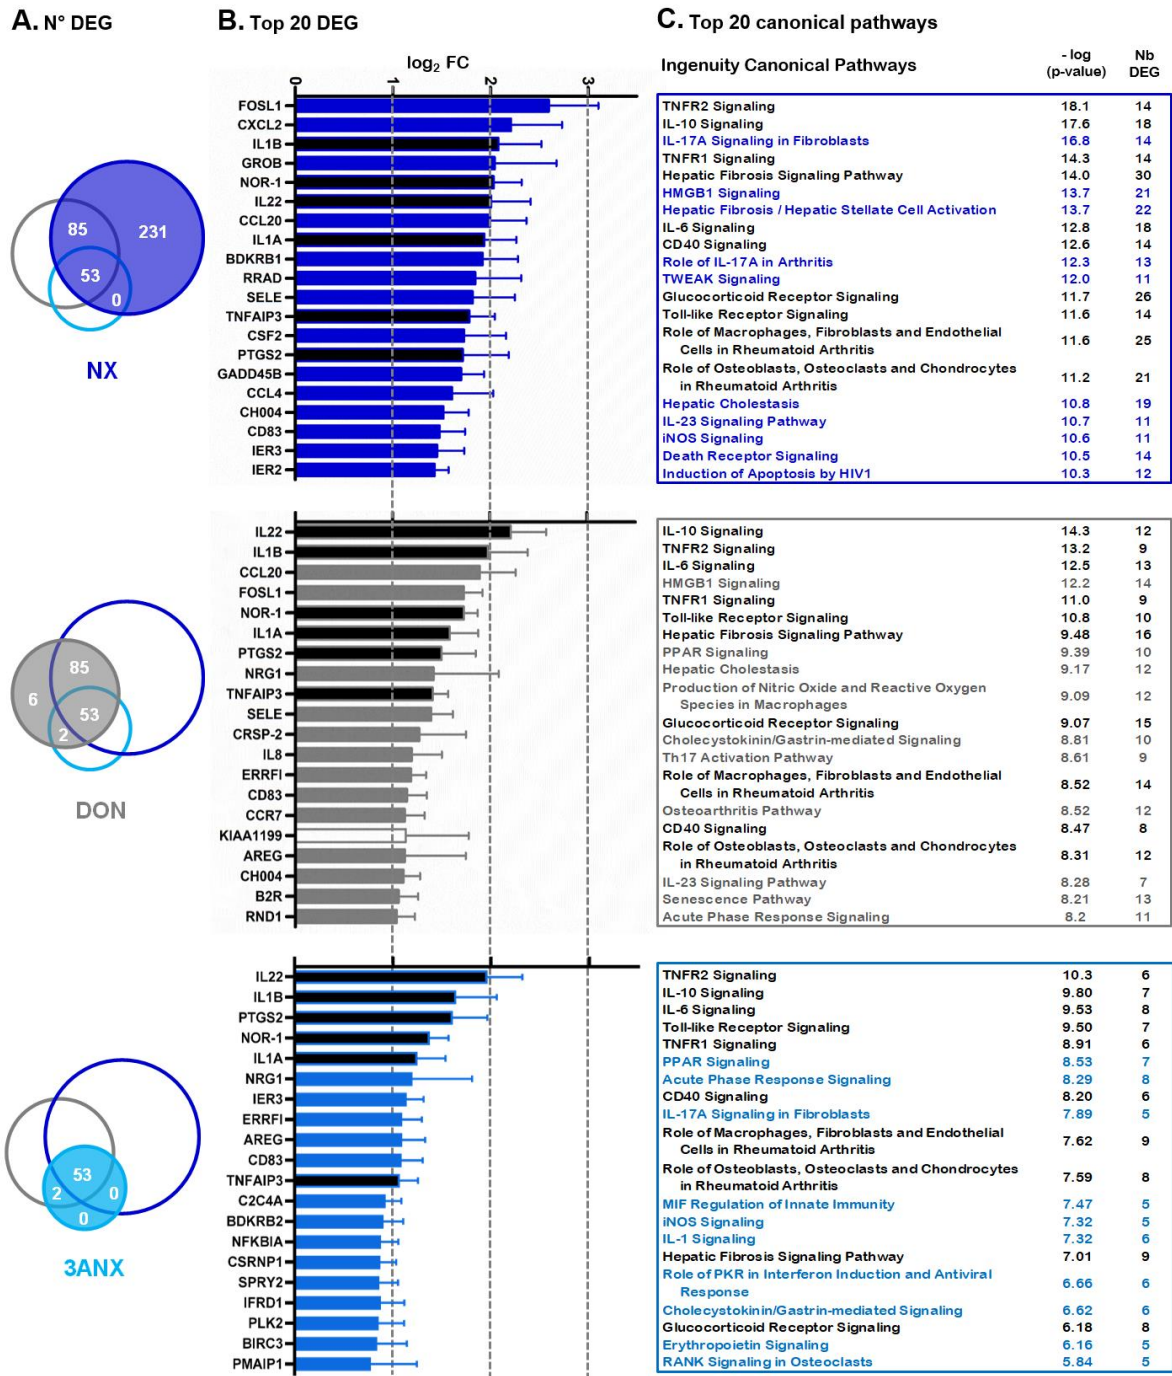 A. N° DEG
B. Top 20 DEG
C. Top 20 canonical pathways
log2 FC
0 1 2 3
Ingenuity Canonical Pathways
- log (p-value)
Nb DEG
85
231
53
0
NX
FOSL1
CXCL2
IL1B
GROB
NOR-1
IL22
CCL20
IL1A
BDKRB1
RRAD
SELE
TNFAIP3
CSF2
PTGS2
GADD45B
CCL4
CH004
CD83
IER3
IER2
TNFR2 Signaling 18.1 14
IL-10 Signaling 17.6 18
IL-17A Signaling in Fibroblasts 16.8 14
TNFR1 Signaling 14.3 14
Hepatic Fibrosis Signaling Pathway 14.0 30
HMGB1 Signaling 13.7 21
Hepatic Fibrosis / Hepatic Stellate Cell Activation 13.7 22
IL-6 Signaling 12.8 18
CD40 Signaling 12.6 14
Role of IL-17A in Arthritis 12.3 13
TWEAK Signaling 12.0 11
Glucocorticoid Receptor Signaling 11.7 26
Toll-like Receptor Signaling 11.6 14
Role of Macrophages, Fibroblasts and Endothelial
Cells in Rheumatoid Arthritis 11.6 25
Role of Osteoblasts, Osteoclasts and Chondrocytes
in Rheumatoid Arthritis 11.2 21
Hepatic Cholestasis 10.8 19
IL-23 Signaling Pathway 10.7 11
iNOS Signaling 10.6 11
Death Receptor Signaling 10.5 14
Induction of Apoptosis by HIV1 10.3 12
85
6
53
2
DON
IL22
IL1B
CCL20
FOSL1
NOR-1
IL1A
PTGS2
NRG1
TNFAIP3
SELE
CRSP-2
IL8
ERRFI
CD83
CCR7
KIAA1199
AREG
CH004
B2R
RND1
IL-10 Signaling 14.3 12
TNFR2 Signaling 13.2 9
IL-6 Signaling 12.5 13
HMGB1 Signaling 12.2 14
TNFR1 Signaling 11.0 9
Toll-like Receptor Signaling 10.8 10
Hepatic Fibrosis Signaling Pathway 9.48 16
PPAR Signaling 9.39 10
Hepatic Cholestasis 9.17 12
Production of Nitric Oxide and Reactive Oxygen
Species in Macrophages 9.09 12
Glucocorticoid Receptor Signaling 9.07 15
Cholecystokinin/Gastrin-mediated Signaling 8.81 10
Th17 Activation Pathway 8.61 9
Role of Macrophages, Fibroblasts and Endothelial
Cells in Rheumatoid Arthritis 8.52 14
Osteoarthritis Pathway 8.52 12
CD40 Signaling 8.47 8
Role of Osteoblasts, Osteoclasts and Chondrocytes
in Rheumatoid Arthritis 8.31 12
IL-23 Signaling Pathway 8.28 7
Senescence Pathway 8.21 13
Acute Phase Response Signaling 8.2 11
53
2
0
0
3ANX
IL22
IL1B
PTGS2
NOR-1
IL1A
NRG1
IER3
ERRFI
AREG
CD83
TNFAIP3
C2C4A
BDKRB2
NFKBIA
CSRNP1
SPRY2
IFRD1
PLK2
BIRC3
PMAIP1
TNFR2 Signaling 10.3 6
IL-10 Signaling 9.80 7
IL-6 Signaling 9.53 8
Toll-like Receptor Signaling 9.50 7
TNFR1 Signaling 8.91 6
PPAR Signaling 8.53 7
Acute Phase Response Signaling 8.29 8
CD40 Signaling 8.20 6
IL-17A Signaling in Fibroblasts 7.89 5
Role of Macrophages, Fibroblasts and Endothelial
Cells in Rheumatoid Arthritis 7.62 9
Role of Osteoblasts, Osteoclasts and Chondrocytes
in Rheumatoid Arthritis 7.59 8
MIF Regulation of Innate Immunity 7.47 5
iNOS Signaling 7.32 5
IL-1 Signaling 7.32 6
Hepatic Fibrosis Signaling Pathway 7.01 9
Role of PKR in Interferon Induction and Antiviral
Response 6.66 6
Cholecystokinin/Gastrin-mediated Signaling 6.62 6
Glucocorticoid Receptor Signaling 6.18 8
Erythropoietin Signaling 6.16 5
RANK Signaling in Osteoclasts 5.84 5